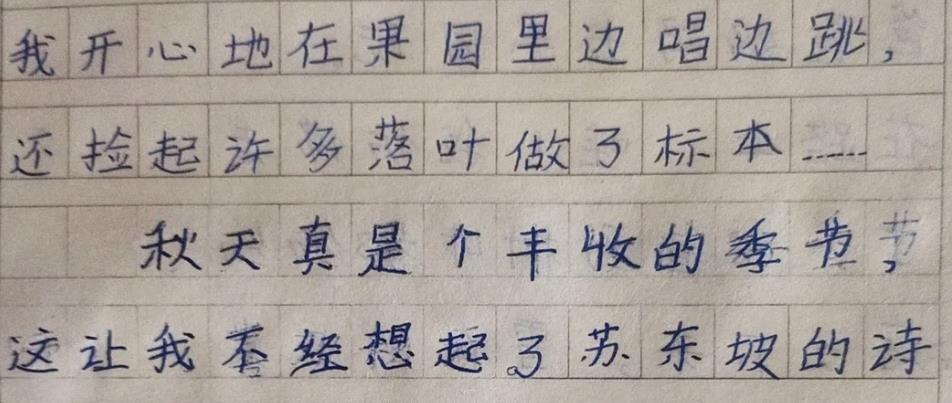 我开心地在果园里边唱边跳，
还捡起许多落叶做了标本……
秋天真是个丰收的季节，
这让我不经想起了苏东坡的诗